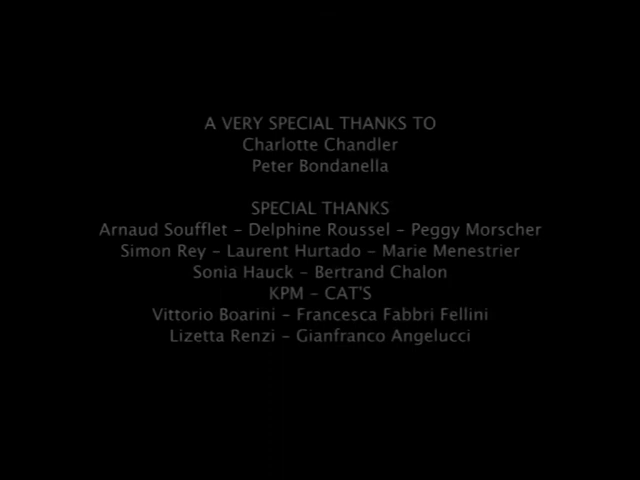 A VERY SPECIAL THANKS TO
Charlotte Chandler
Peter Bondanella
SPECIAL THANKS
Arnaud Soufflet – Delphine Roussel – Peggy Morscher
Simon Rey – Laurent Hurtado – Marie Menestrier
Sonia Hauck – Bertrand Chalon
KPM – CAT'S
Vittorio Boarini – Francesca Fabbri Fellini
Lizetta Renzi – Gianfranco Angelucci